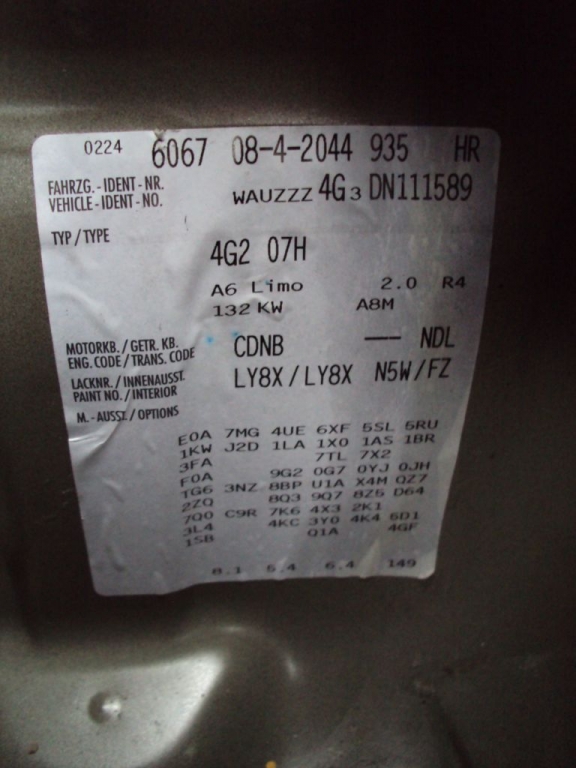 0224 6067 08-4-2044 935 HR
FAHRZG.-IDENT-NR.
VEHICLE-IDENT-NO. WAUZZZ 4G3 DN111589
TYP / TYPE
4G2 07H
A6 Limo 2.0 R4
132 KW A8M
MOTORKB. / GETR. KB.
ENG. CODE / TRANS. CODE CDNB --- NDL
LACKNR. / INNENAUSST.
PAINT NO. / INTERIOR LY8X / LY8X N5W / FZ
M.-AUSST. / OPTIONS
E0A 7MG 4UE 6XF 5SL 5RU
1KW J2D 1LA 1X0 1AS 1BR
3FA 7TL 7X2
F0A 9G2 0G7 0YJ 0JH
TG6 3NZ 8BP U1A X4M QZ7
2ZQ 8Q3 9Q7 8Z5 D64
7Q0 C9R 7K6 4X3 2K1
3L4 4KC 3Y0 4K4 5D1
1SB Q1A 4GF
8.1 5.4 6.4 149